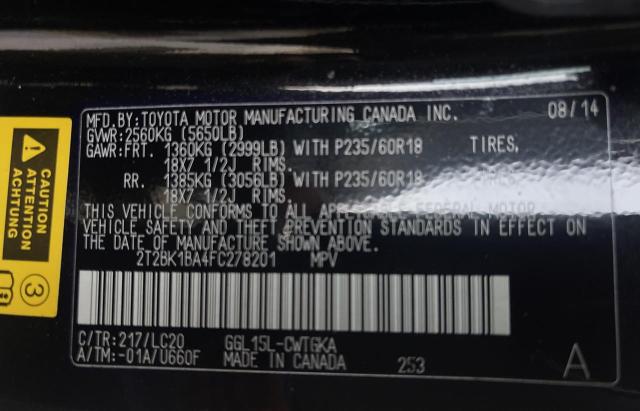 MFD.BY:TOYOTA MOTOR MANUFACTURING CANADA INC. 08/14
GVWR:2560KG (5650LB)
GAWR:FRT. 1360KG (2999LB) WITH P235/60R18 TIRES,
18X7 1/2J RIMS.
RR. 1385KG (3056LB) WITH P235/60R18
18X7 1/2J RIMS.
THIS VEHICLE CONFORMS TO ALL APPLICABLE FEDERAL MOTOR
VEHICLE SAFETY AND THEFT PREVENTION STANDARDS IN EFFECT ON
THE DATE OF MANUFACTURE SHOWN ABOVE.
2T2BK1BA4FC278201 MPV
C/TR:217/LC20 GGL15L-CWTGKA
A/TM:-01A/U660F MADE IN CANADA 253 A
CAUTION
ATTENTION
ACHTUNG
3